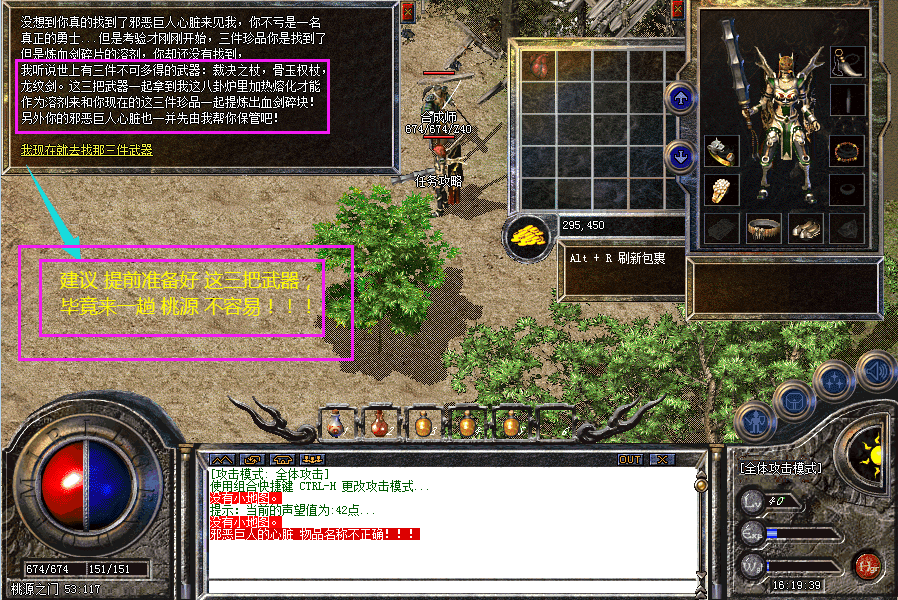 没想到你真的找到了邪恶巨人心脏来见我，你不亏是一名
真正的勇士...但是考验才刚刚开始，三件珍品你是找到了
但是炼血剑碎片的溶剂，你却还没有找到，
我听说世上有三件不可多得的武器：裁决之杖，骨玉权杖，
龙纹剑。这三把武器一起拿到我这八卦炉里加热熔化才能
作为溶剂来和你现在的这三件珍品一起提炼出血剑碎块！
另外你的邪恶巨人心脏也一并先由我帮你保管吧！
我现在就去找那三件武器
合成师
674/674/240
任务攻略
295,450
Alt + R 刷新包裹
建议 提前准备好 这三把武器，
毕竟来一趟 桃源 不容易！！！
OUT
[攻击模式: 全体攻击]
使用组合快捷键 CTRL-H 更改攻击模式...
没有小地图。
提示: 当前的声望值为:42点...
没有小地图。
邪恶巨人的心脏 物品名称不正确！！！
[全体攻击模式]
Lv 40
Exp
W
Hgr
674/674
151/151
桃源之门 53:117
16:19:39